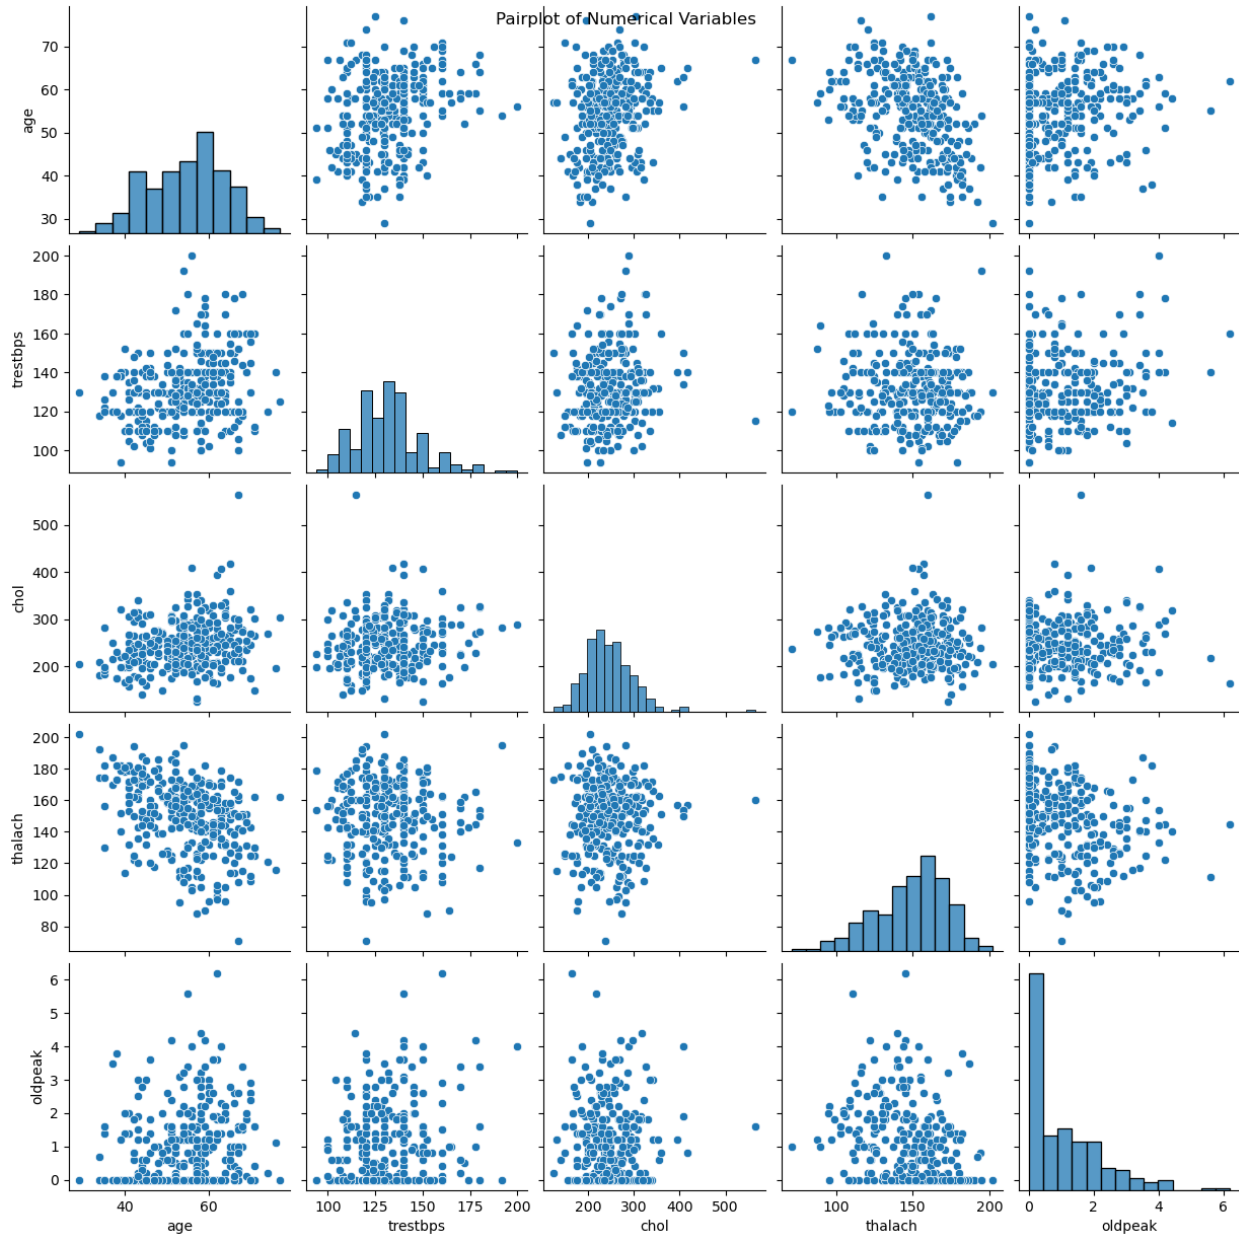 Pairplot of Numerical Variables
70
60
50
40
30
age
200
180
160
140
120
100
trestbps
500
400
300
200
chol
200
180
160
140
120
100
80
thalach
6
5
4
3
2
1
0
oldpeak
40 60
age
100 125 150 175 200
trestbps
200 300 400 500
chol
100 150 200
thalach
0 2 4 6
oldpeak